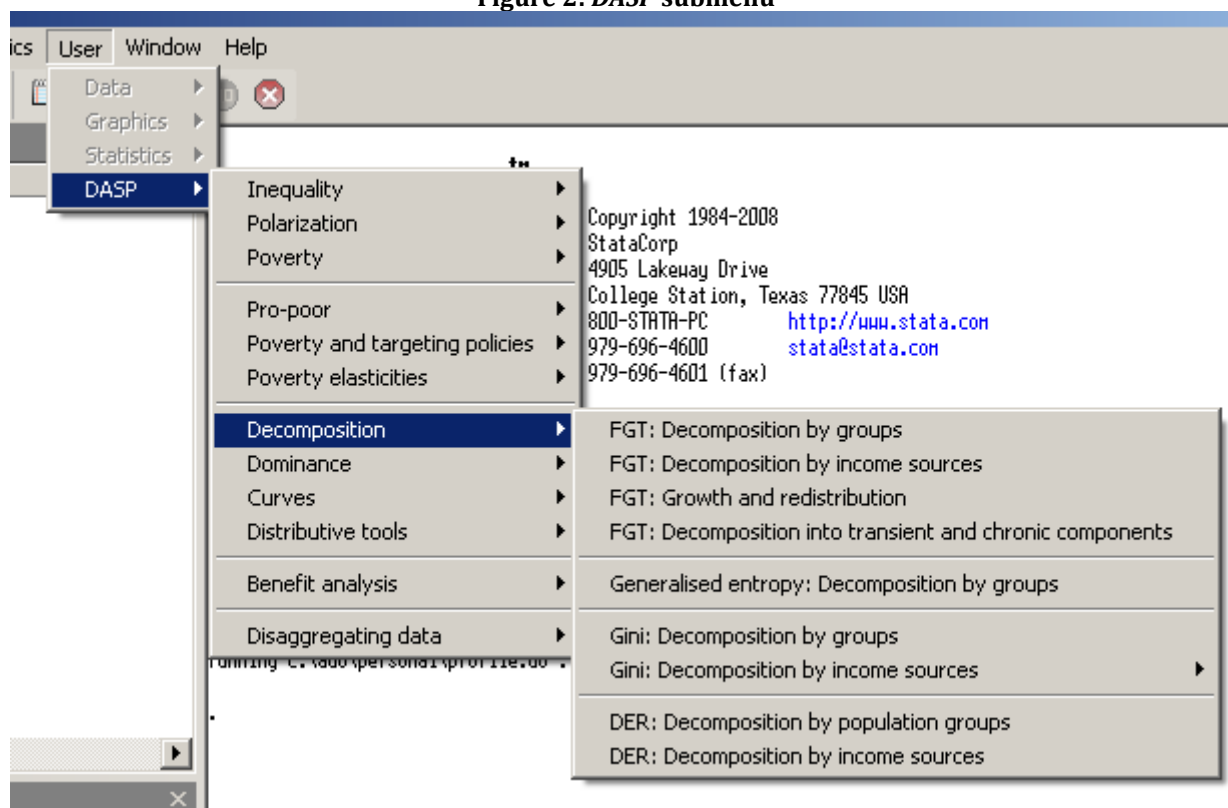 Figure 2: DASP submenu
ics User Window Help
Data
Graphics
Statistics
DASP
Inequality
Polarization
Poverty
Pro-poor
Poverty and targeting policies
Poverty elasticities
Decomposition
Dominance
Curves
Distributive tools
Benefit analysis
Disaggregating data
Copyright 1984-2008
StataCorp
4905 Lakeway Drive
College Station, Texas 77845 USA
800-STATA-PC http://www.stata.com
979-696-4600 stata@stata.com
979-696-4601 (fax)
FGT: Decomposition by groups
FGT: Decomposition by income sources
FGT: Growth and redistribution
FGT: Decomposition into transient and chronic components
Generalised entropy: Decomposition by groups
Gini: Decomposition by groups
Gini: Decomposition by income sources
DER: Decomposition by population groups
DER: Decomposition by income sources
running c:\ado\personal\profile.do .
.